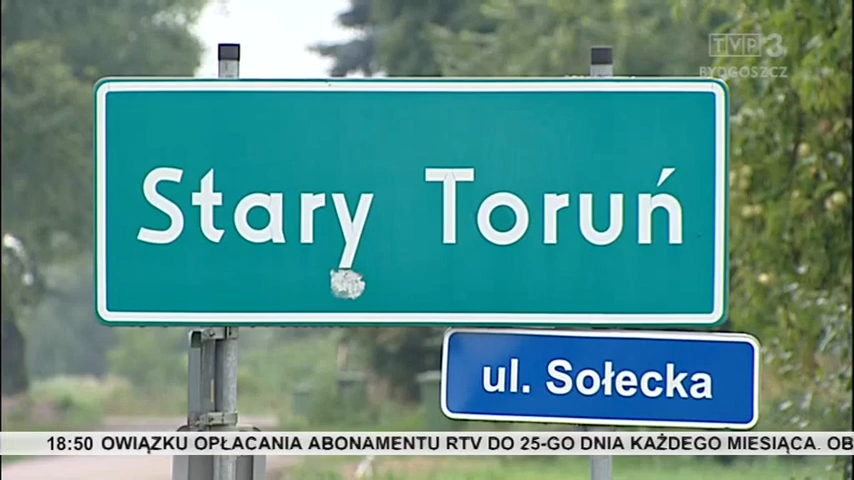 TVP3
BYDGOSZCZ
Stary Toruń
ul. Sołecka
18:50 OWIĄZKU OPŁACANIA ABONAMENTU RTV DO 25-GO DNIA KAŻDEGO MIESIĄCA. OB